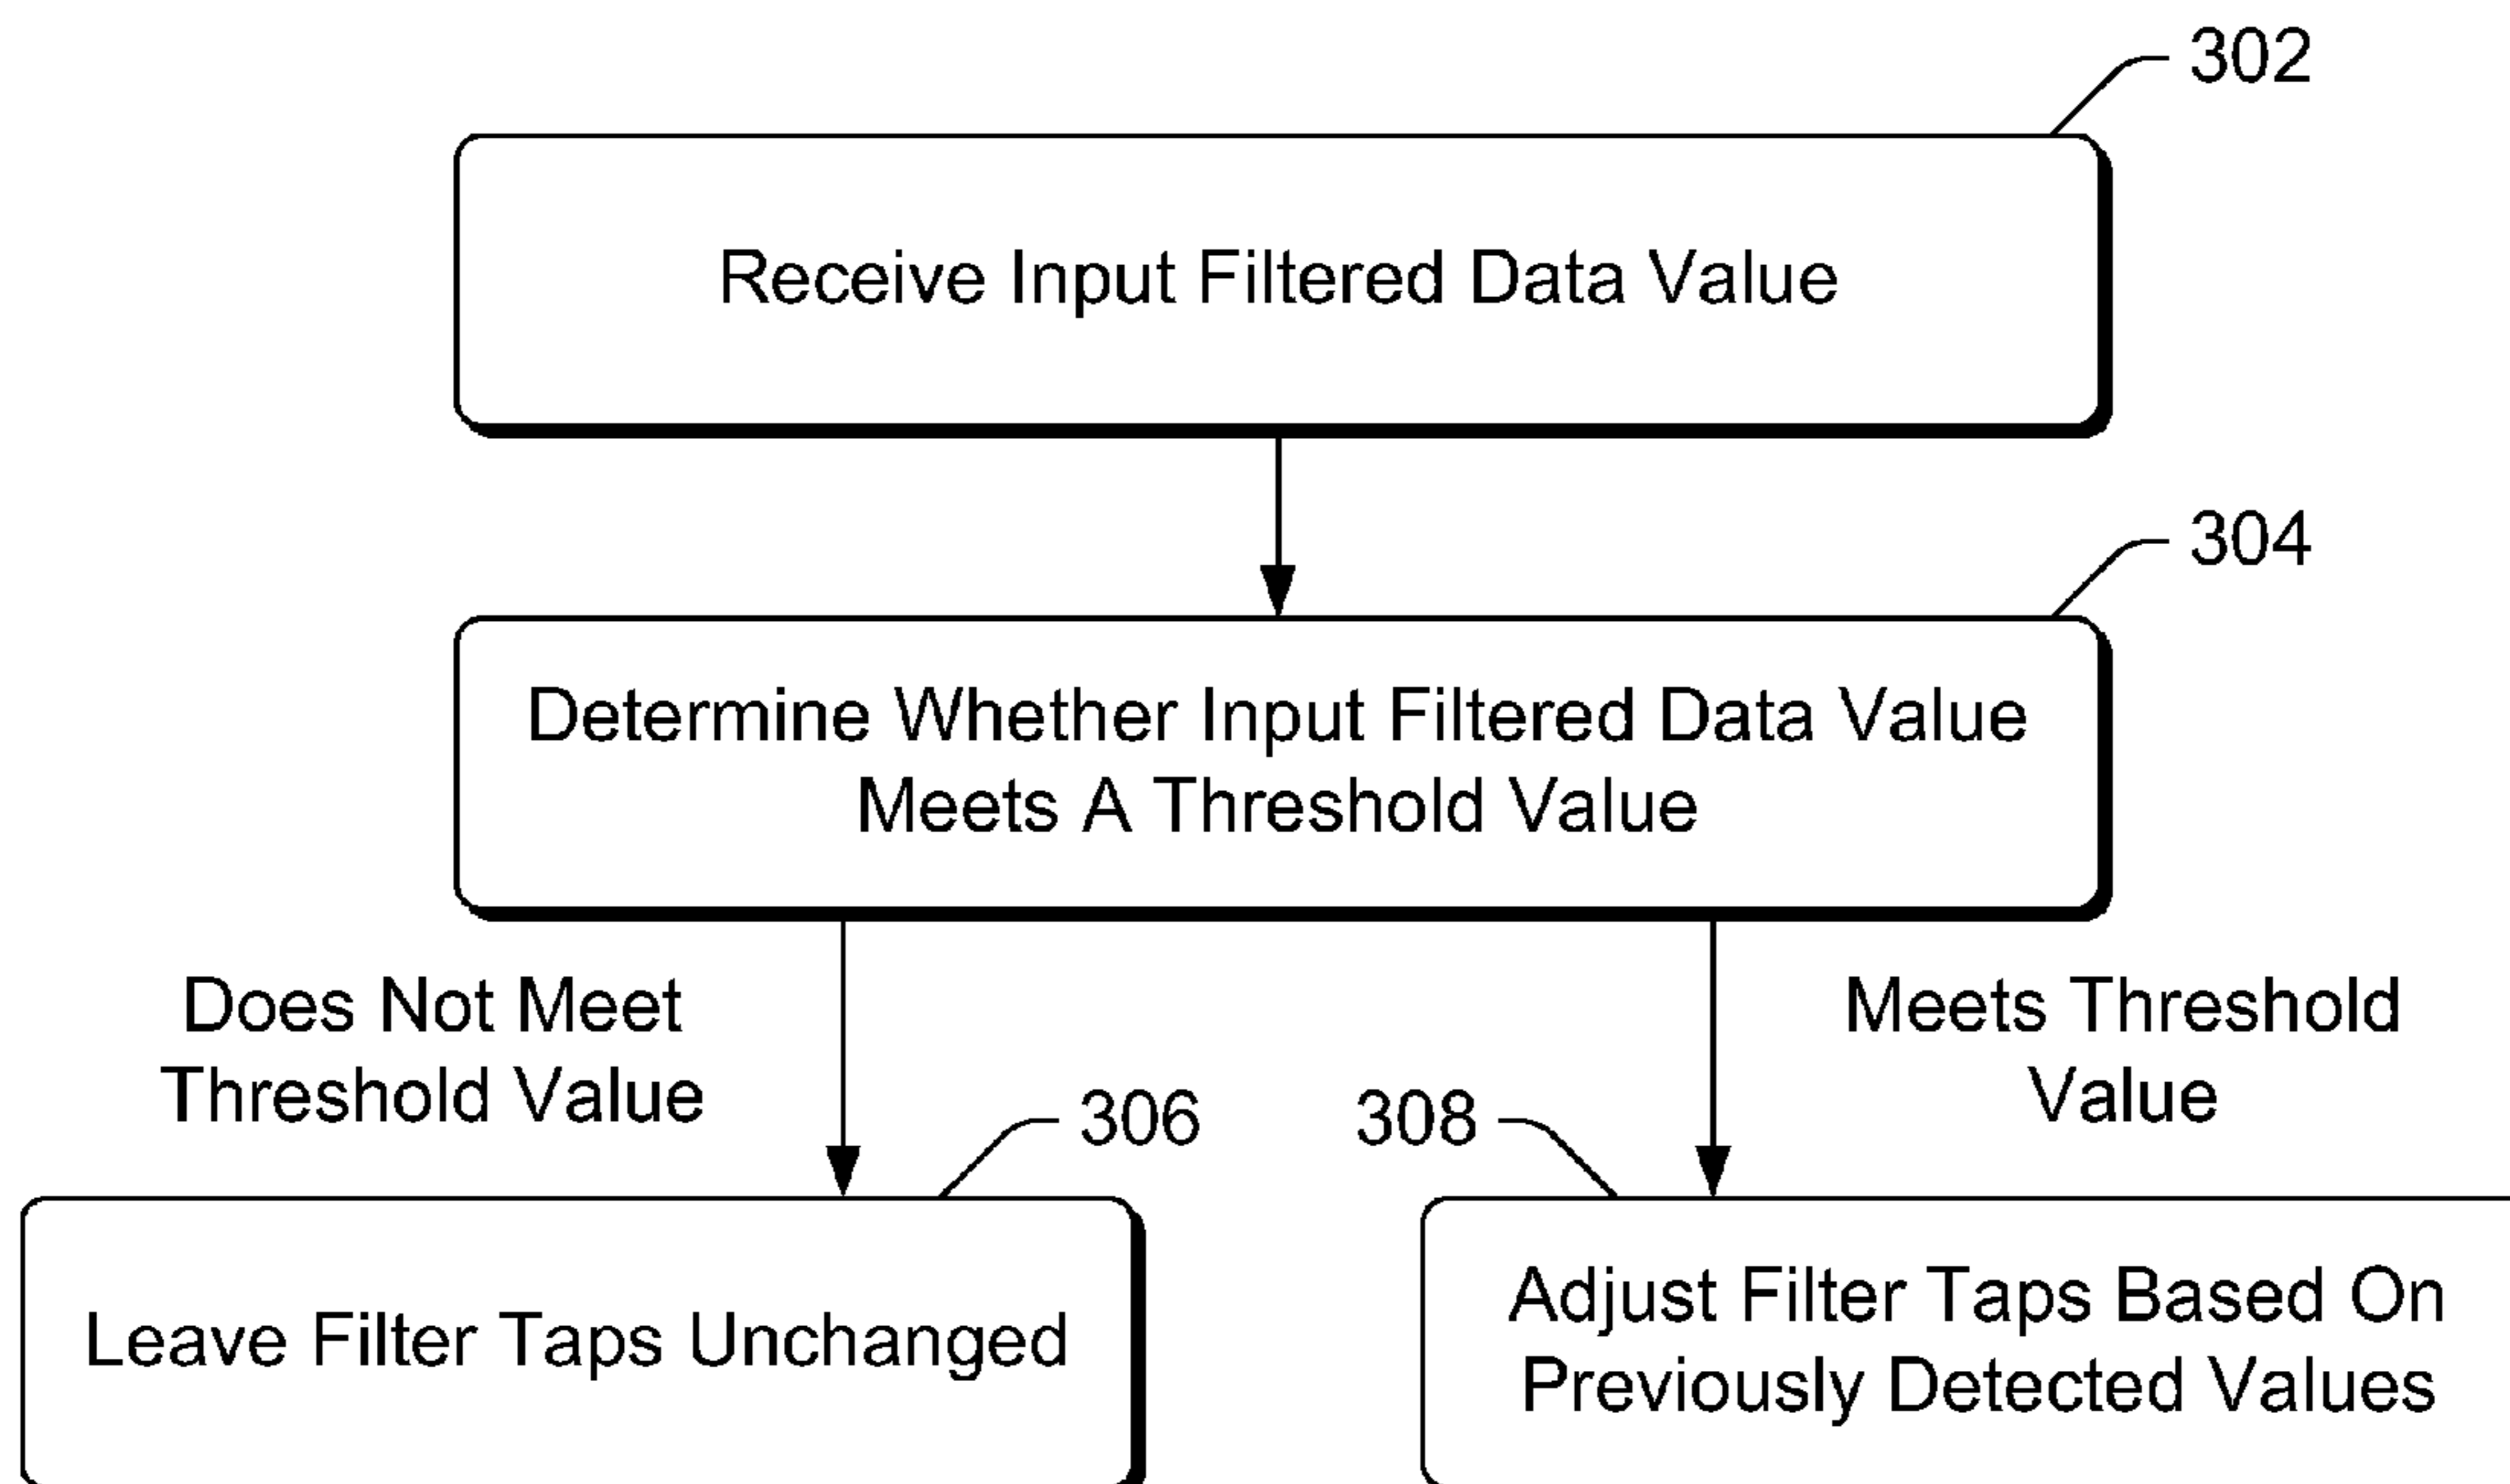 302
Receive Input Filtered Data Value
304
Determine Whether Input Filtered Data Value
Meets A Threshold Value
Does Not Meet
Threshold Value
Meets Threshold
Value
306
308
Leave Filter Taps Unchanged
Adjust Filter Taps Based On
Previously Detected Values